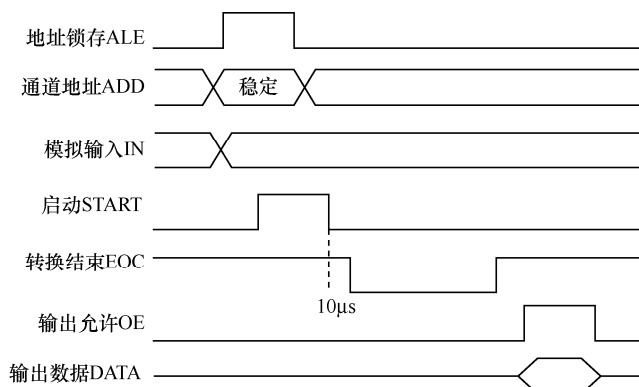 地址锁存ALE
通道地址ADD
稳定
模拟输入IN
启动START
转换结束EOC
10μs
输出允许OE
输出数据DATA